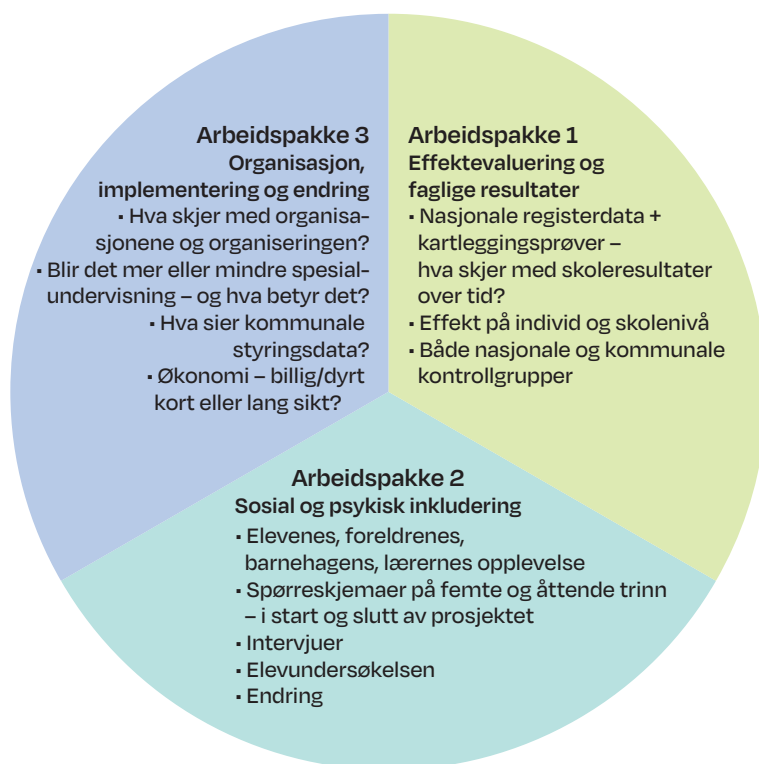 Arbeidspakke 3
Organisasjon,
implementering og endring
• Hva skjer med organisa-
sjonene og organiseringen?
• Blir det mer eller mindre spesial-
undervisning – og hva betyr det?
• Hva sier kommunale
styringsdata?
• Økonomi – billig/dyrt
kort eller lang sikt?
Arbeidspakke 1
Effektevaluering og
faglige resultater
• Nasjonale registerdata +
kartleggingsprøver –
hva skjer med skoleresultater
over tid?
• Effekt på individ og skolenivå
• Både nasjonale og kommunale
kontrollgrupper
Arbeidspakke 2
Sosial og psykisk inkludering
• Elevenes, foreldrenes,
barnehagens, lærernes opplevelse
• Spørreskjemaer på femte og åttende trinn
– i start og slutt av prosjektet
• Intervjuer
• Elevundersøkelsen
• Endring